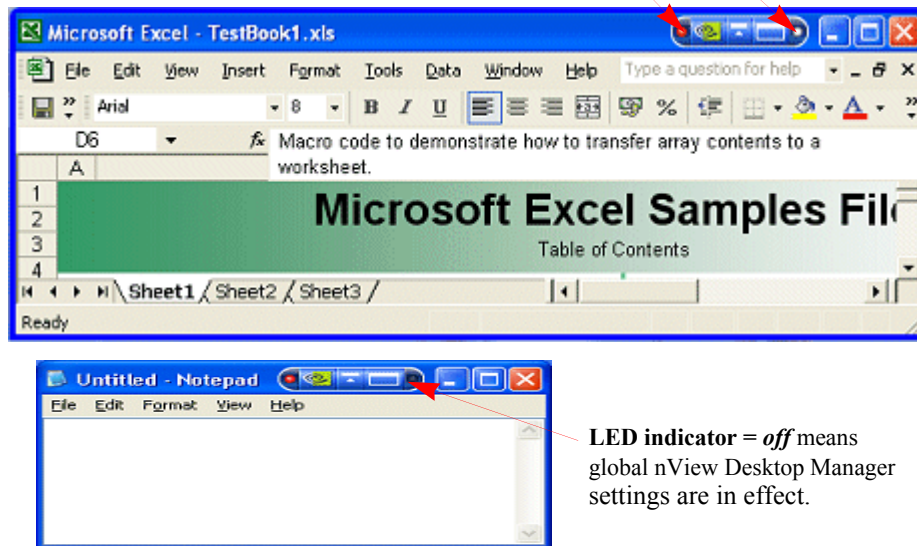 Microsoft Excel - TestBook1.xls
File Edit View Insert Format Tools Data Window Help Type a question for help
Arial 8 B I U %
D6 fx Macro code to demonstrate how to transfer array contents to a
worksheet.
A
1 Microsoft Excel Samples File
2
3 Table of Contents
4
Sheet1 Sheet2 Sheet3
Ready
Untitled - Notepad
File Edit Format View Help
LED indicator = off means
global nView Desktop Manager
settings are in effect.